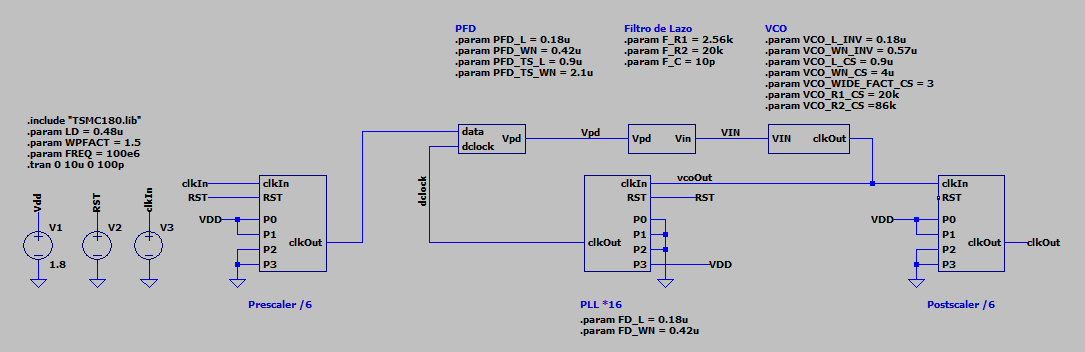 PFD
.param PFD_L = 0.18u
.param PFD_WN = 0.42u
.param PFD_TS_L = 0.9u
.param PFD_TS_WN = 2.1u
Filtro de Lazo
.param F_R1 = 2.56k
.param F_R2 = 20k
.param F_C = 10p
VCO
.param VCO_L_INV = 0.18u
.param VCO_WN_INV = 0.57u
.param VCO_L_CS = 0.9u
.param VCO_WN_CS = 4u
.param VCO_WIDE_FACT_CS = 3
.param VCO_R1_CS = 20k
.param VCO_R2_CS =86k
.include "TSMC180.lib"
.param LD = 0.48u
.param WPFACT = 1.5
.param FREQ = 100e6
.tran 0 10u 0 100p
data
dclock
Vpd
Vpd
Vpd
Vin
VIN
VIN
clkOut
Vdd
V1
1.8
RST
V2
clkIn
V3
clkIn
RST
VDD
clkIn
RST
P0
P1
P2
P3
clkOut
Prescaler /6
dclock
clkOut
clkIn
RST
P0
P1
P2
P3
vcoOut
RST
VDD
PLL *16
.param FD_L = 0.18u
.param FD_WN = 0.42u
VDD
clkIn
RST
P0
P1
P2
P3
clkOut
clkOut
Postscaler /6